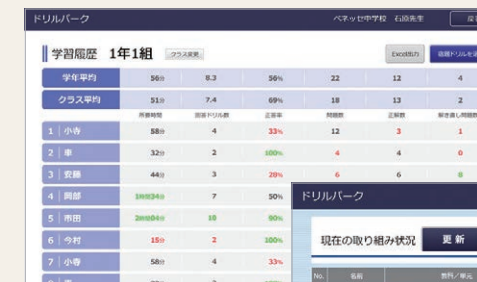 ドリルパーク ベネッセ中学校 石原先生
学習履歴 1年1組 クラス変更 Excel出力
学年平均 56分 8.3 56% 22 12 4
クラス平均 51分 7.4 69% 18 13 2
所要時間 回答ドリル数 正答率 問題数 正解数
1 小寺 58分 4 33% 12 3 1
2 車 32分 2 100% 4 4 0
3 安藤 44分 3 20% 6 6 0
4 岡部 1時間34分 7 50%
5 市田 2時間04分 10 90%
6 今村 15分 2 100%
7 小寺 58分 4 33%
ドリルパーク
現在の取り組み状況 更新
No. 名前 教科／単元